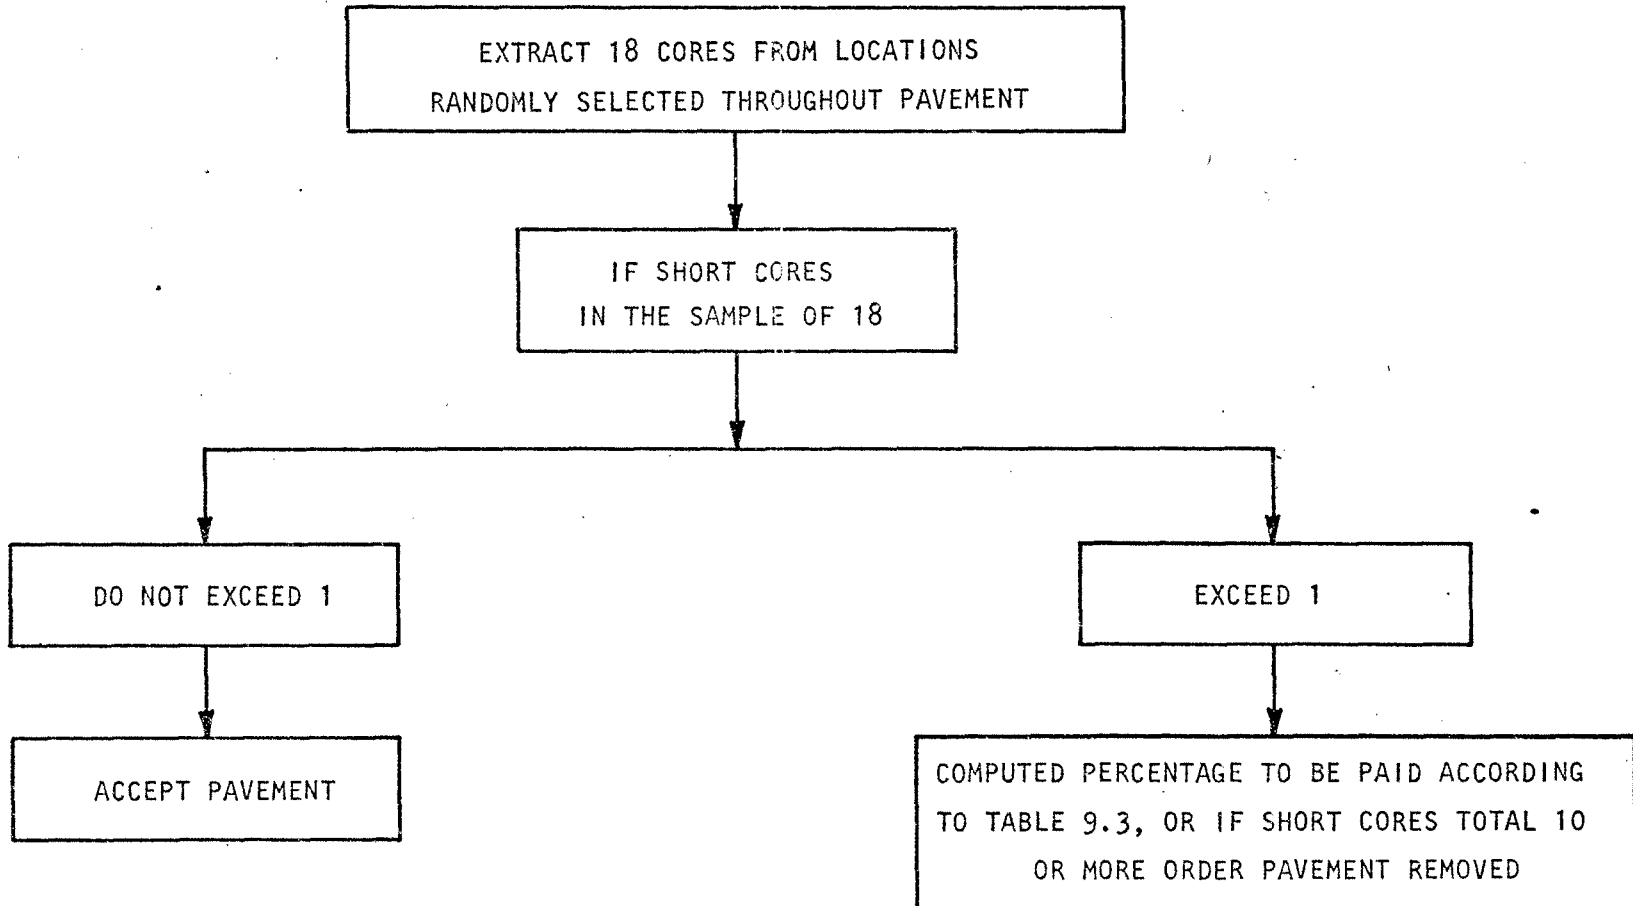 EXTRACT 18 CORES FROM LOCATIONS
RANDOMLY SELECTED THROUGHOUT PAVEMENT
IF SHORT CORES
IN THE SAMPLE OF 18
DO NOT EXCEED 1
EXCEED 1
ACCEPT PAVEMENT
COMPUTED PERCENTAGE TO BE PAID ACCORDING
TO TABLE 9.3, OR IF SHORT CORES TOTAL 10
OR MORE ORDER PAVEMENT REMOVED